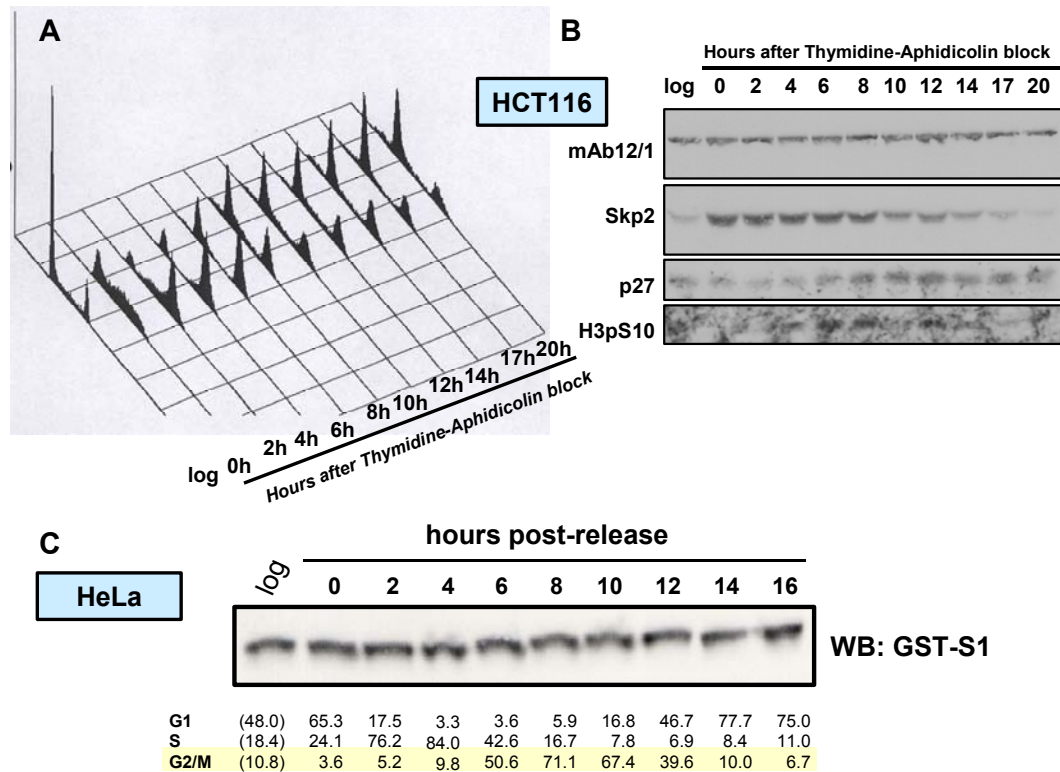 A
B
Hours after Thymidine-Aphidicolin block
HCT116
log 0 2 4 6 8 10 12 14 17 20
mAb12/1
Skp2
p27
H3pS10
log 0h 2h 4h 6h 8h 10h 12h 14h 17h 20h
Hours after Thymidine-Aphidicolin block
C
hours post-release
HeLa
log 0 2 4 6 8 10 12 14 16
WB: GST-S1
G1 (48.0) 65.3 17.5 3.3 3.6 5.9 16.8 46.7 77.7 75.0
S (18.4) 24.1 76.2 84.0 42.6 16.7 7.8 6.9 8.4 11.0
G2/M (10.8) 3.6 5.2 9.8 50.6 71.1 67.4 39.6 10.0 6.7